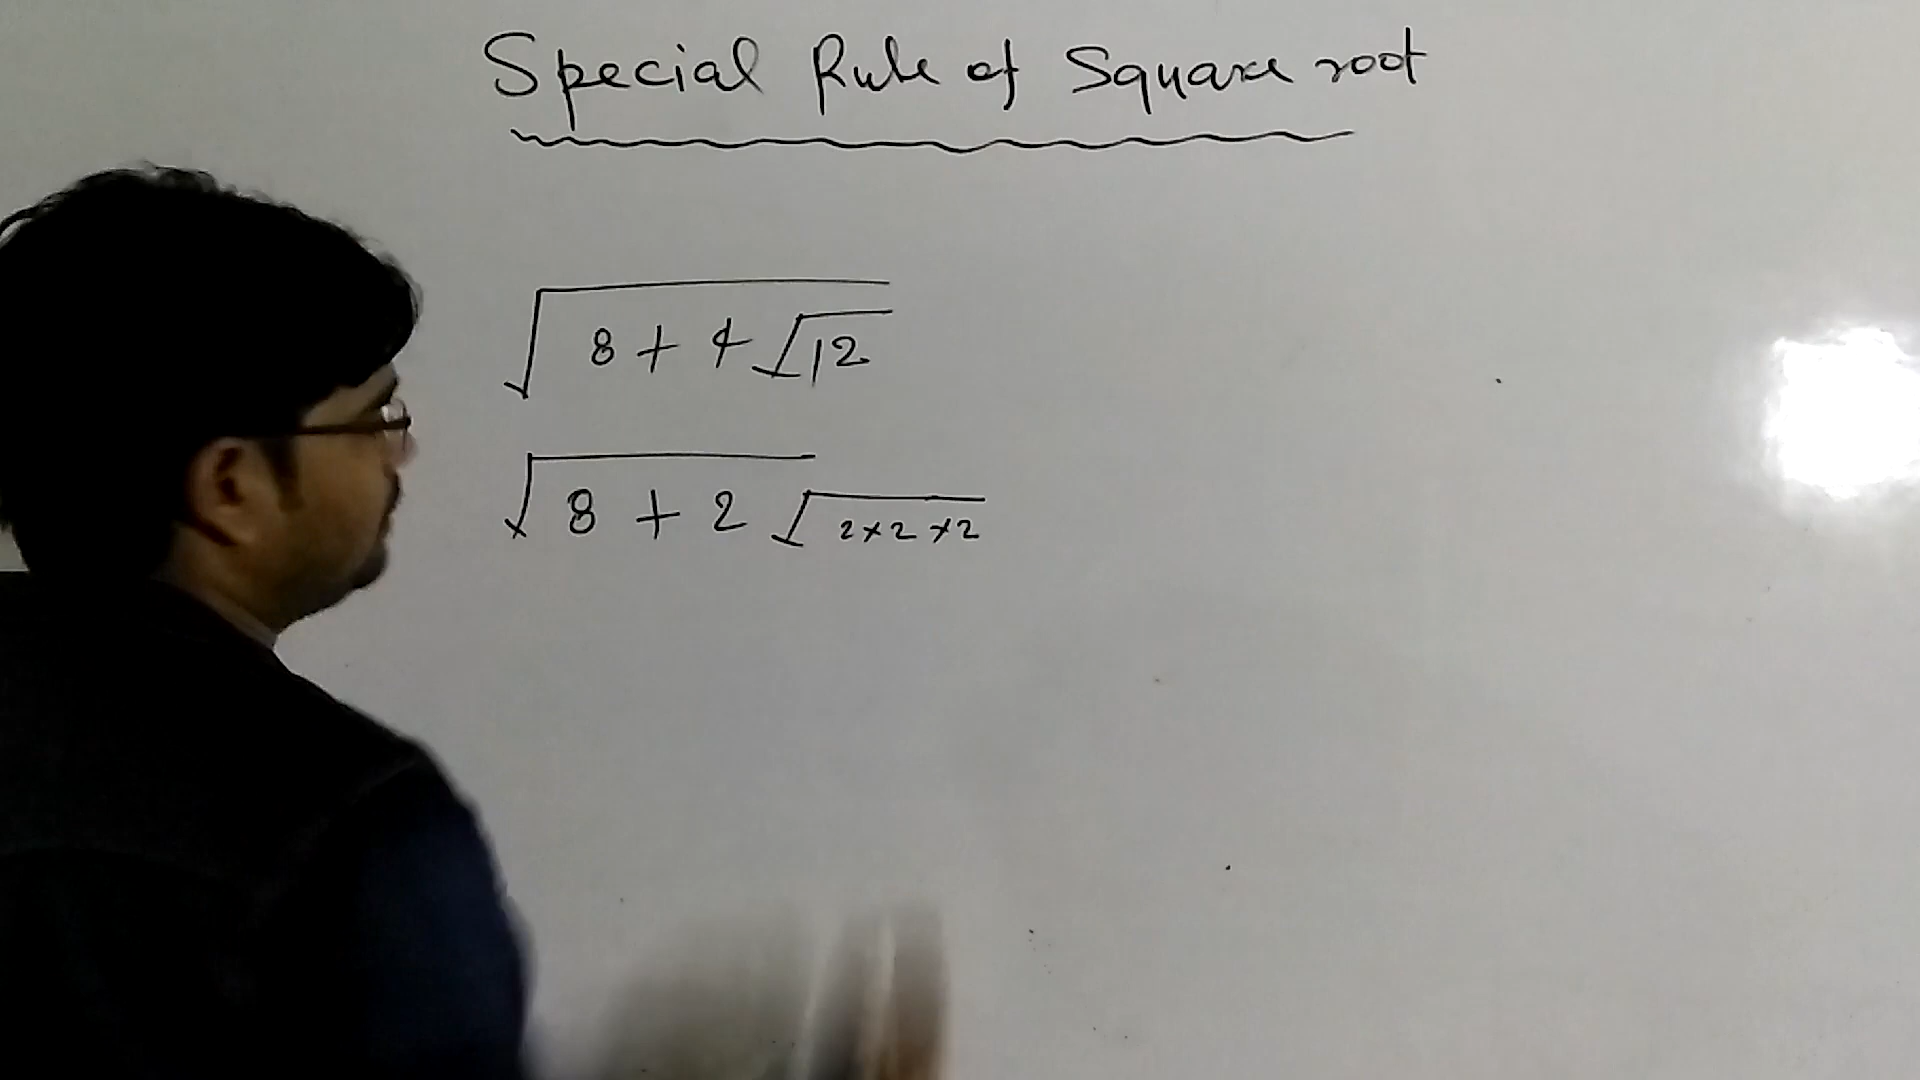 Special Rule of Square root
√(8 + 4√12)
√(8 + 2√(2×2×2